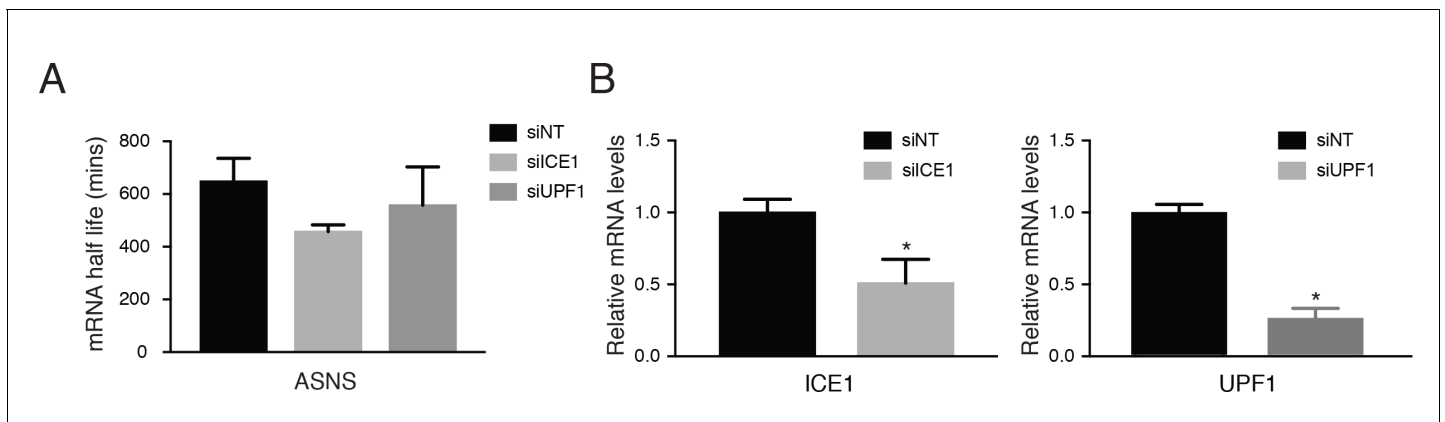 A
mRNA half life (mins)
800
600
400
200
0
siNT
siICE1
siUPF1
ASNS
B
Relative mRNA levels
1.5
1.0
0.5
0.0
siNT
siICE1
*
ICE1
Relative mRNA levels
1.5
1.0
0.5
0.0
siNT
siUPF1
*
UPF1